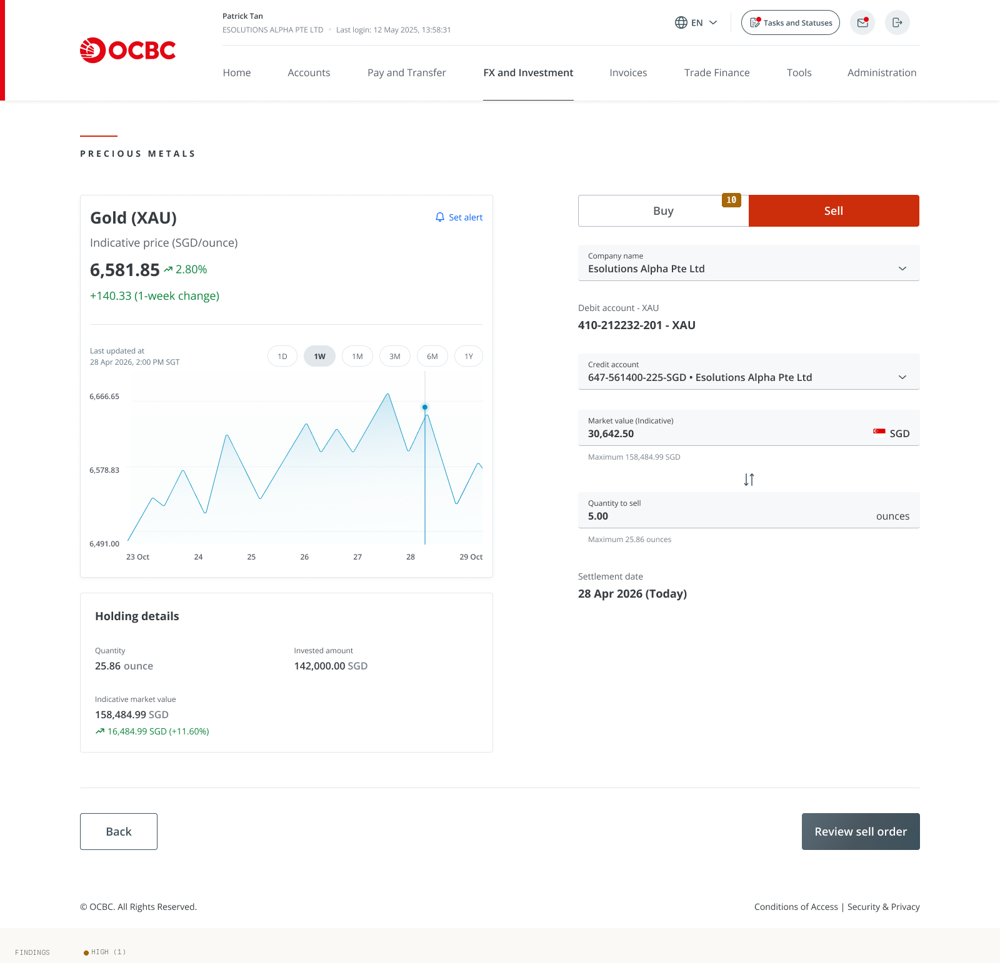 Patrick Tan
ESOLUTIONS ALPHA PTE LTD • Last login: 12 May 2025, 13:58:31
EN
Tasks and Statuses
OCBC
Home
Accounts
Pay and Transfer
FX and Investment
Invoices
Trade Finance
Tools
Administration
PRECIOUS METALS
Gold (XAU)
Set alert
Indicative price (SGD/ounce)
6,581.85 2.80%
+140.33 (1-week change)
Last updated at
28 Apr 2026, 2:00 PM SGT
1D
1W
1M
3M
6M
1Y
6,666.65
6,578.83
6,491.00
23 Oct
24
25
26
27
28
29 Oct
Holding details
Quantity
25.86 ounce
Invested amount
142,000.00 SGD
Indicative market value
158,484.99 SGD
16,484.99 SGD (+11.60%)
Buy
10
Sell
Company name
Esolutions Alpha Pte Ltd
Debit account - XAU
410-212232-201 - XAU
Credit account
647-561400-225-SGD • Esolutions Alpha Pte Ltd
Market value (Indicative)
30,642.50
SGD
Maximum 158,484.99 SGD
Quantity to sell
5.00
ounces
Maximum 25.86 ounces
Settlement date
28 Apr 2026 (Today)
Back
Review sell order
© OCBC. All Rights Reserved.
Conditions of Access | Security & Privacy
FINDINGS
HIGH (1)